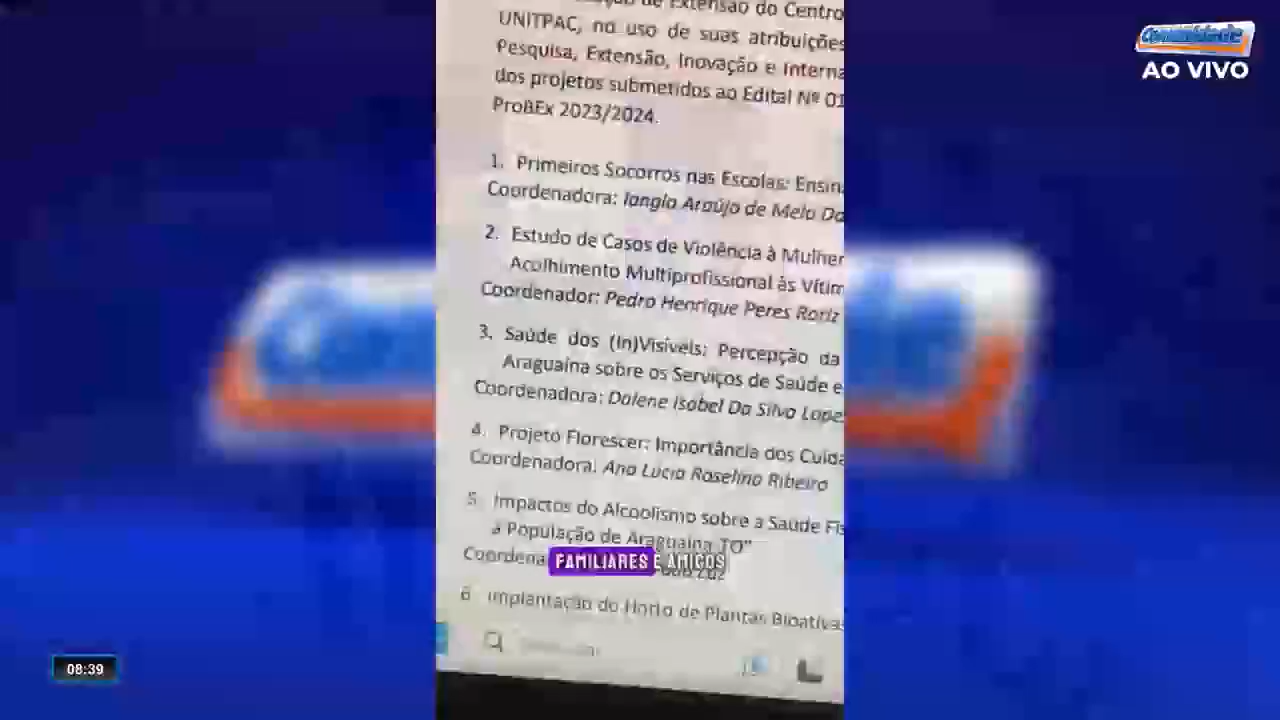 de Extensão do Centro
UNITPAC, no uso de suas atribuições
Pesquisa, Extensão, Inovação e Interna
dos projetos submetidos ao Edital Nº 01
ProBEx 2023/2024.
1. Primeiros Socorros nas Escolas: Ensin
Coordenadora: Iangla Araújo de Melo Da
2. Estudo de Casos de Violência à Mulher
Acolhimento Multiprofissional às Vítim
Coordenador: Pedro Henrique Peres Roriz
3. Saúde dos (In)Visíveis: Percepção da
Araguaína sobre os Serviços de Saúde e
Coordenadora: Daiene Isabel Da Silva Lopes
4. Projeto Florescer: Importância dos Cuida
Coordenadora: Ana Lucia Roselino Ribeiro
5. Impactos do Alcoolismo sobre a Saúde Fís
a População de Araguaína TO"
Coordena
FAMILIARES E AMIGOS
6. Implantação do Horto de Plantas Bioativas
Comunidade
AO VIVO
08:39